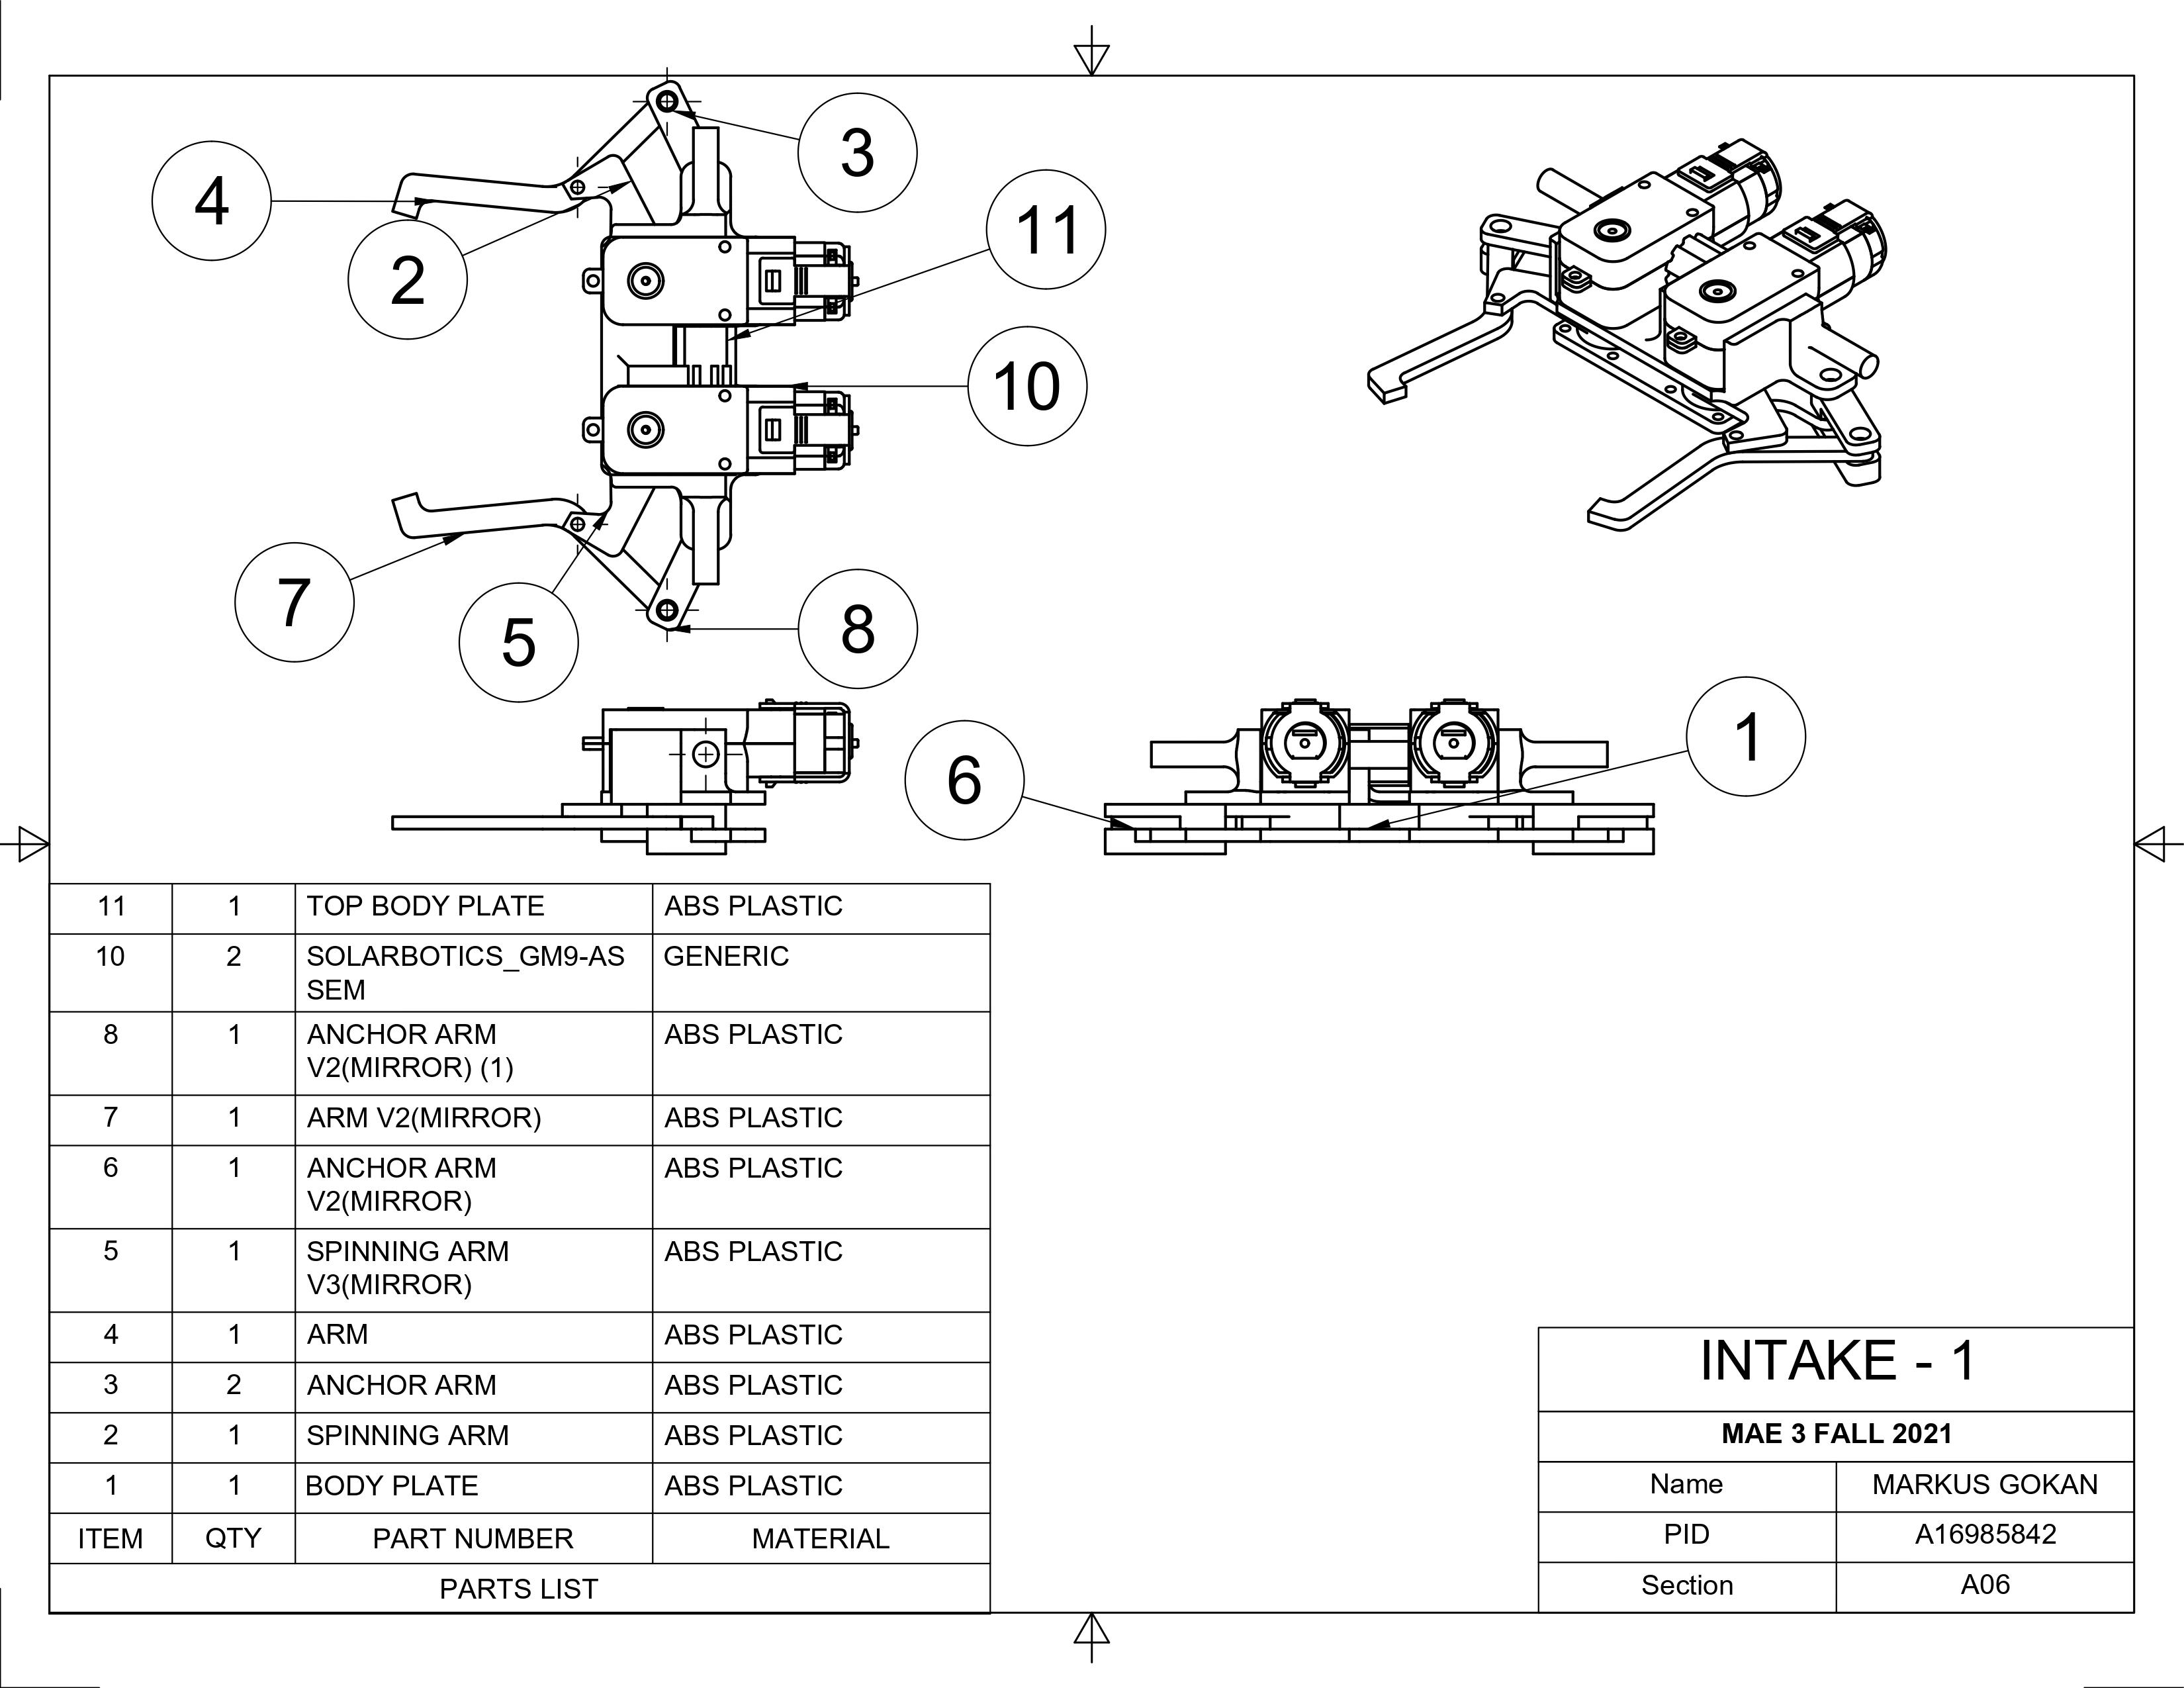 3
4
11
2
10
7
5
8
1
6
11 1 TOP BODY PLATE ABS PLASTIC
10 2 SOLARBOTICS_GM9-AS GENERIC
SEM
8 1 ANCHOR ARM ABS PLASTIC
V2(MIRROR) (1)
7 1 ARM V2(MIRROR) ABS PLASTIC
6 1 ANCHOR ARM ABS PLASTIC
V2(MIRROR)
5 1 SPINNING ARM ABS PLASTIC
V3(MIRROR)
4 1 ARM ABS PLASTIC
3 2 ANCHOR ARM ABS PLASTIC
2 1 SPINNING ARM ABS PLASTIC
1 1 BODY PLATE ABS PLASTIC
ITEM QTY PART NUMBER MATERIAL
PARTS LIST
INTAKE - 1
MAE 3 FALL 2021
Name MARKUS GOKAN
PID A16985842
Section A06